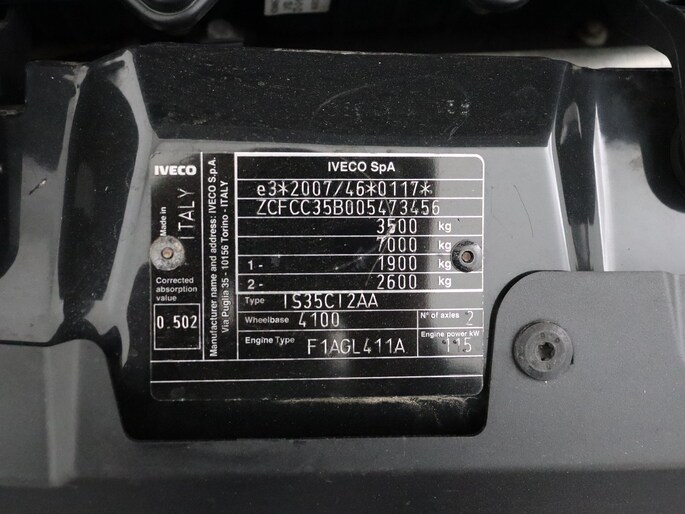 IVECO
Made in
ITALY
Corrected
absorption
value
0.502
Manufacturer name and address: IVECO S.p.A.
Via Puglia 35 - 10156 Torino - ITALY
IVECO SpA
e3*2007/46*0117*
ZCFCC35B005473456
3500 kg
7000 kg
1- 1900 kg
2- 2600 kg
Type IS35CI2AA
Wheelbase 4100 N° of axles 2
Engine Type F1AGL411A Engine power kW 115